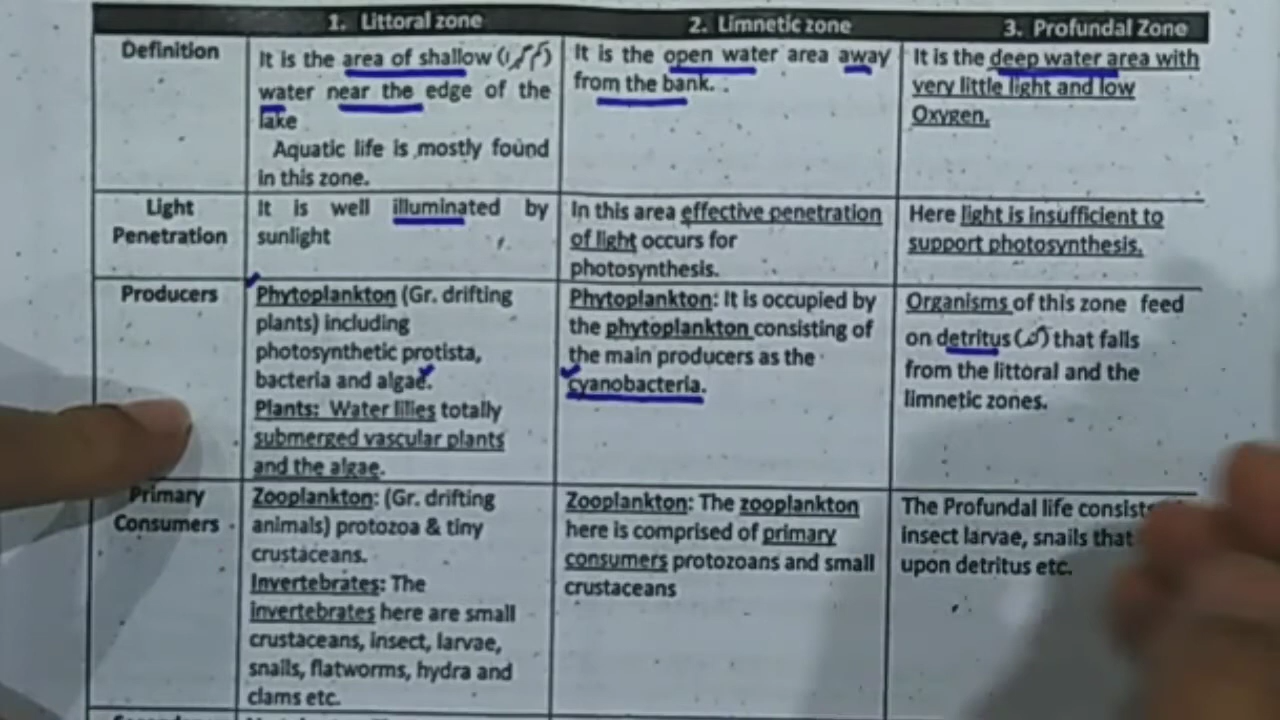 1. Littoral zone
2. Limnetic zone
3. Profundal Zone
Definition
It is the area of shallow
water near the edge of the
lake
Aquatic life is mostly found
in this zone.
It is the open water area away
from the bank.
It is the deep water area with
very little light and low
Oxygen.
Light
Penetration
It is well illuminated by
sunlight
In this area effective penetration
of light occurs for
photosynthesis.
Here light is insufficient to
support photosynthesis.
Producers
Phytoplankton (Gr. drifting
plants) including
photosynthetic protista,
bacteria and algae.
Plants: Water lilies totally
submerged vascular plants
and the algae.
Phytoplankton: It is occupied by
the phytoplankton consisting of
the main producers as the
cyanobacteria.
Organisms of this zone feed
on detritus that falls
from the littoral and the
limnetic zones.
Primary
Consumers
Zooplankton: (Gr. drifting
animals) protozoa & tiny
crustaceans.
Invertebrates: The
invertebrates here are small
crustaceans, insect, larvae,
snails, flatworms, hydra and
clams etc.
Zooplankton: The zooplankton
here is comprised of primary
consumers protozoans and small
crustaceans
The Profundal life consist
insect larvae, snails that
upon detritus etc.